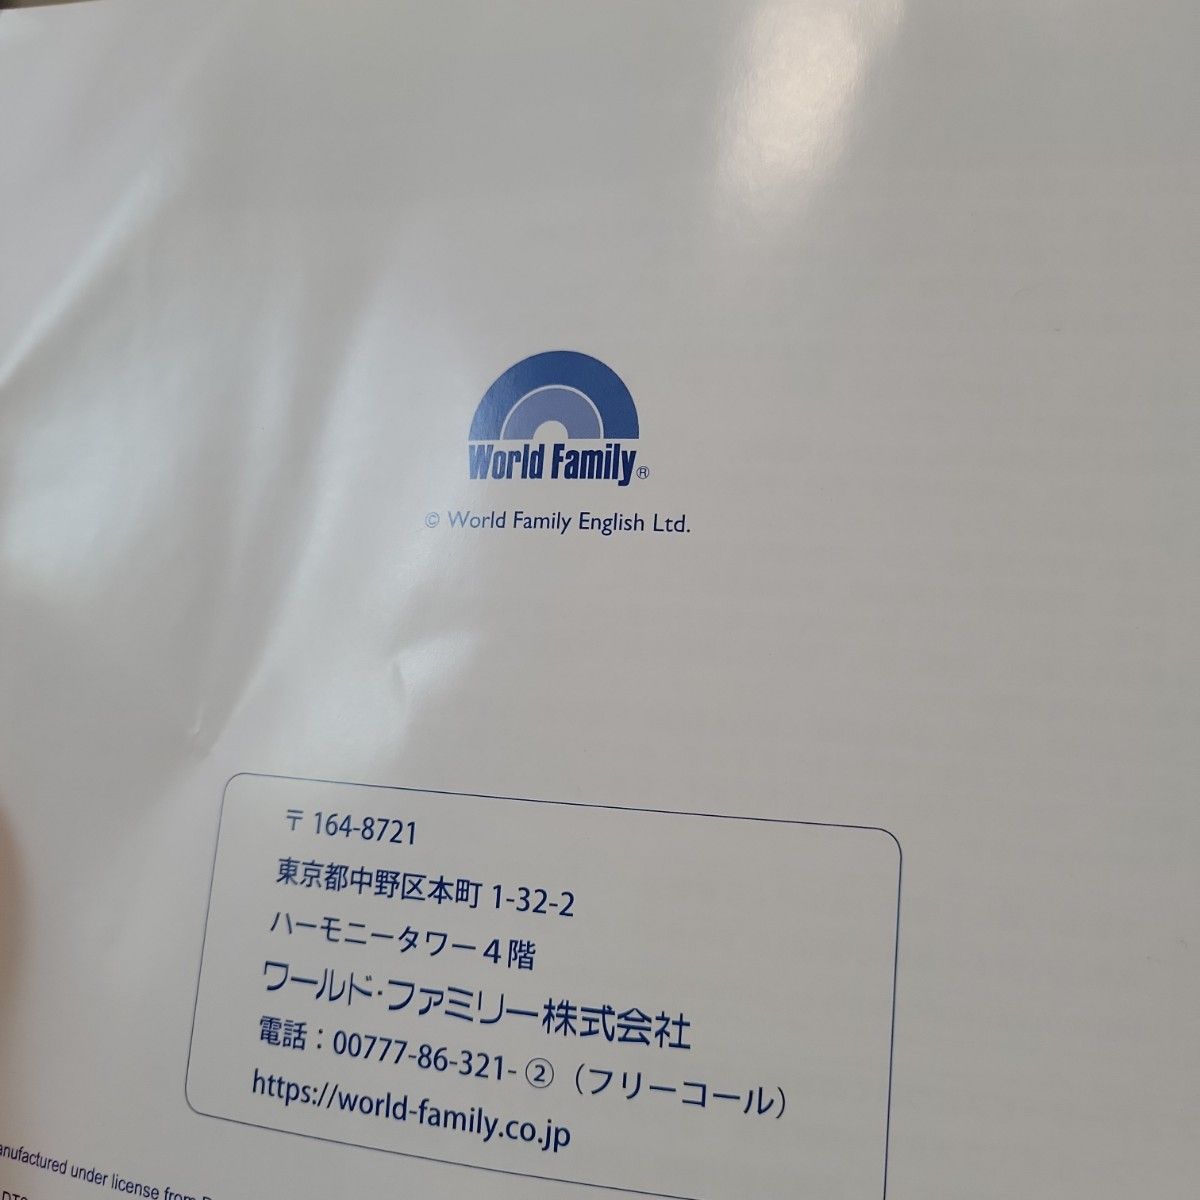 World Family®
© World Family English Ltd.
〒 164-8721
東京都中野区本町 1-32-2
ハーモニータワー４階
ワールド・ファミリー株式会社
電話：00777-86-321-②（フリーコール）
https://world-family.co.jp
under license from